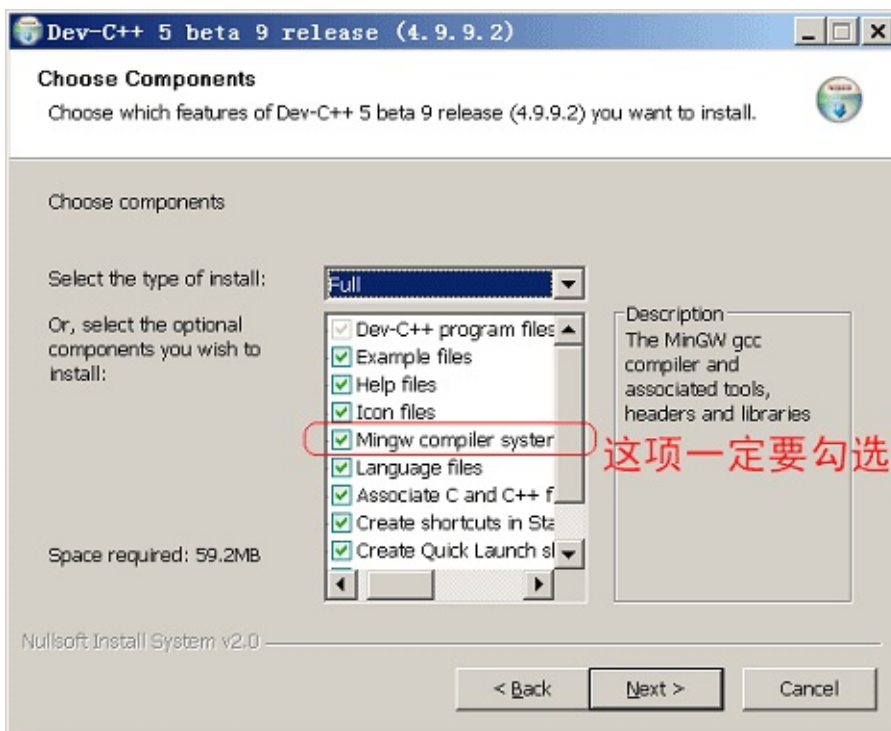 Dev-C++ 5 beta 9 release (4.9.9.2)
Choose Components
Choose which features of Dev-C++ 5 beta 9 release (4.9.9.2) you want to install.
Choose components
Select the type of install:
Full
Or, select the optional
components you wish to
install:
Dev-C++ program files
Example files
Help files
Icon files
Mingw compiler system
Language files
Associate C and C++ f
Create shortcuts in Sta
Create Quick Launch sl
Description
The MinGW gcc
compiler and
associated tools,
headers and libraries
这项一定要勾选
Space required: 59.2MB
Nullsoft Install System v2.0
< Back
Next >
Cancel